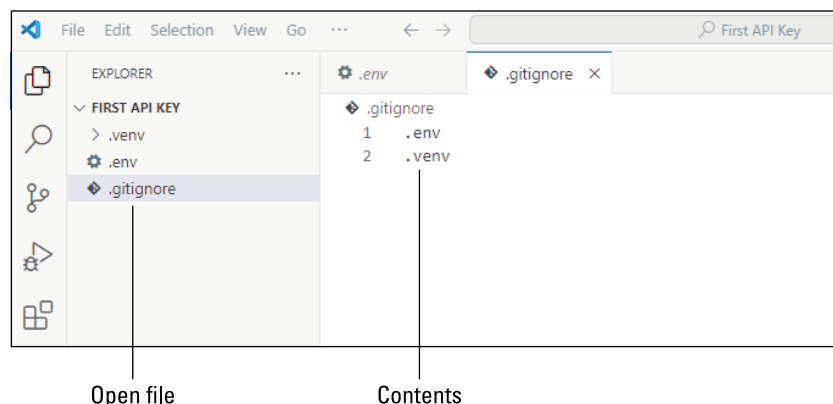 File Edit Selection View Go ··· ← → First API Key
EXPLORER ···
FIRST API KEY
.venv
.env
.gitignore
.env
.gitignore ×
.gitignore
1 .env
2 .venv
Open file
Contents